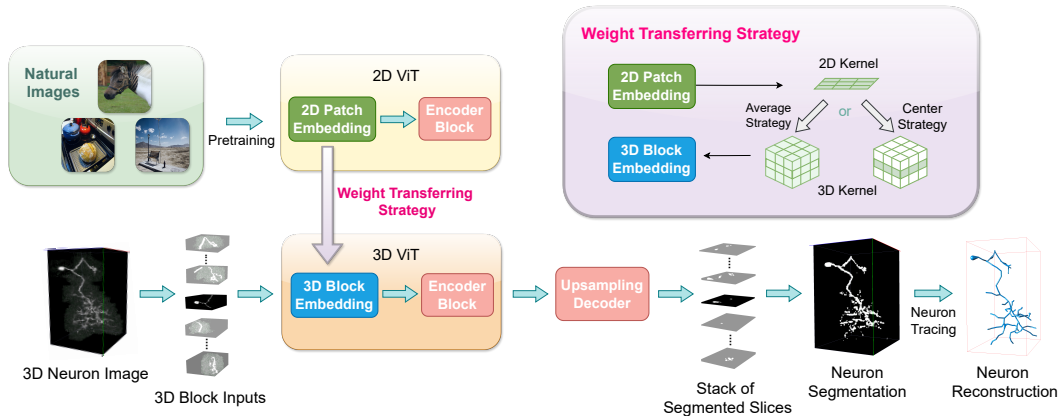 Natural
Images
Pretraining
2D ViT
2D Patch
Embedding
Encoder
Block
Weight Transferring
Strategy
Weight Transferring Strategy
2D Patch
Embedding
2D Kernel
Average
Strategy
or
Center
Strategy
3D Block
Embedding
3D Kernel
3D ViT
3D Block
Embedding
Encoder
Block
Upsampling
Decoder
Neuron
Tracing
3D Neuron Image
3D Block Inputs
Stack of
Segmented Slices
Neuron
Segmentation
Neuron
Reconstruction